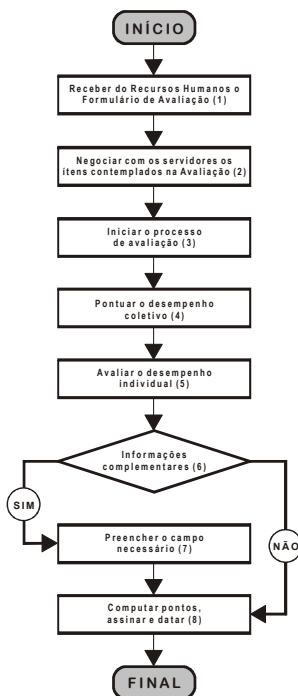 INÍCIO
Receber do Recursos Humanos o
Formulário de Avaliação (1)
Negociar com os servidores os
ítens contemplados na Avaliação (2)
Iniciar o processo
de avaliação (3)
Pontuar o desempenho
coletivo (4)
Avaliar o desempenho
individual (5)
Informações
complementares (6)
SIM
NÃO
Preencher o campo
necessário (7)
Computar pontos,
assinar e datar (8)
FINAL